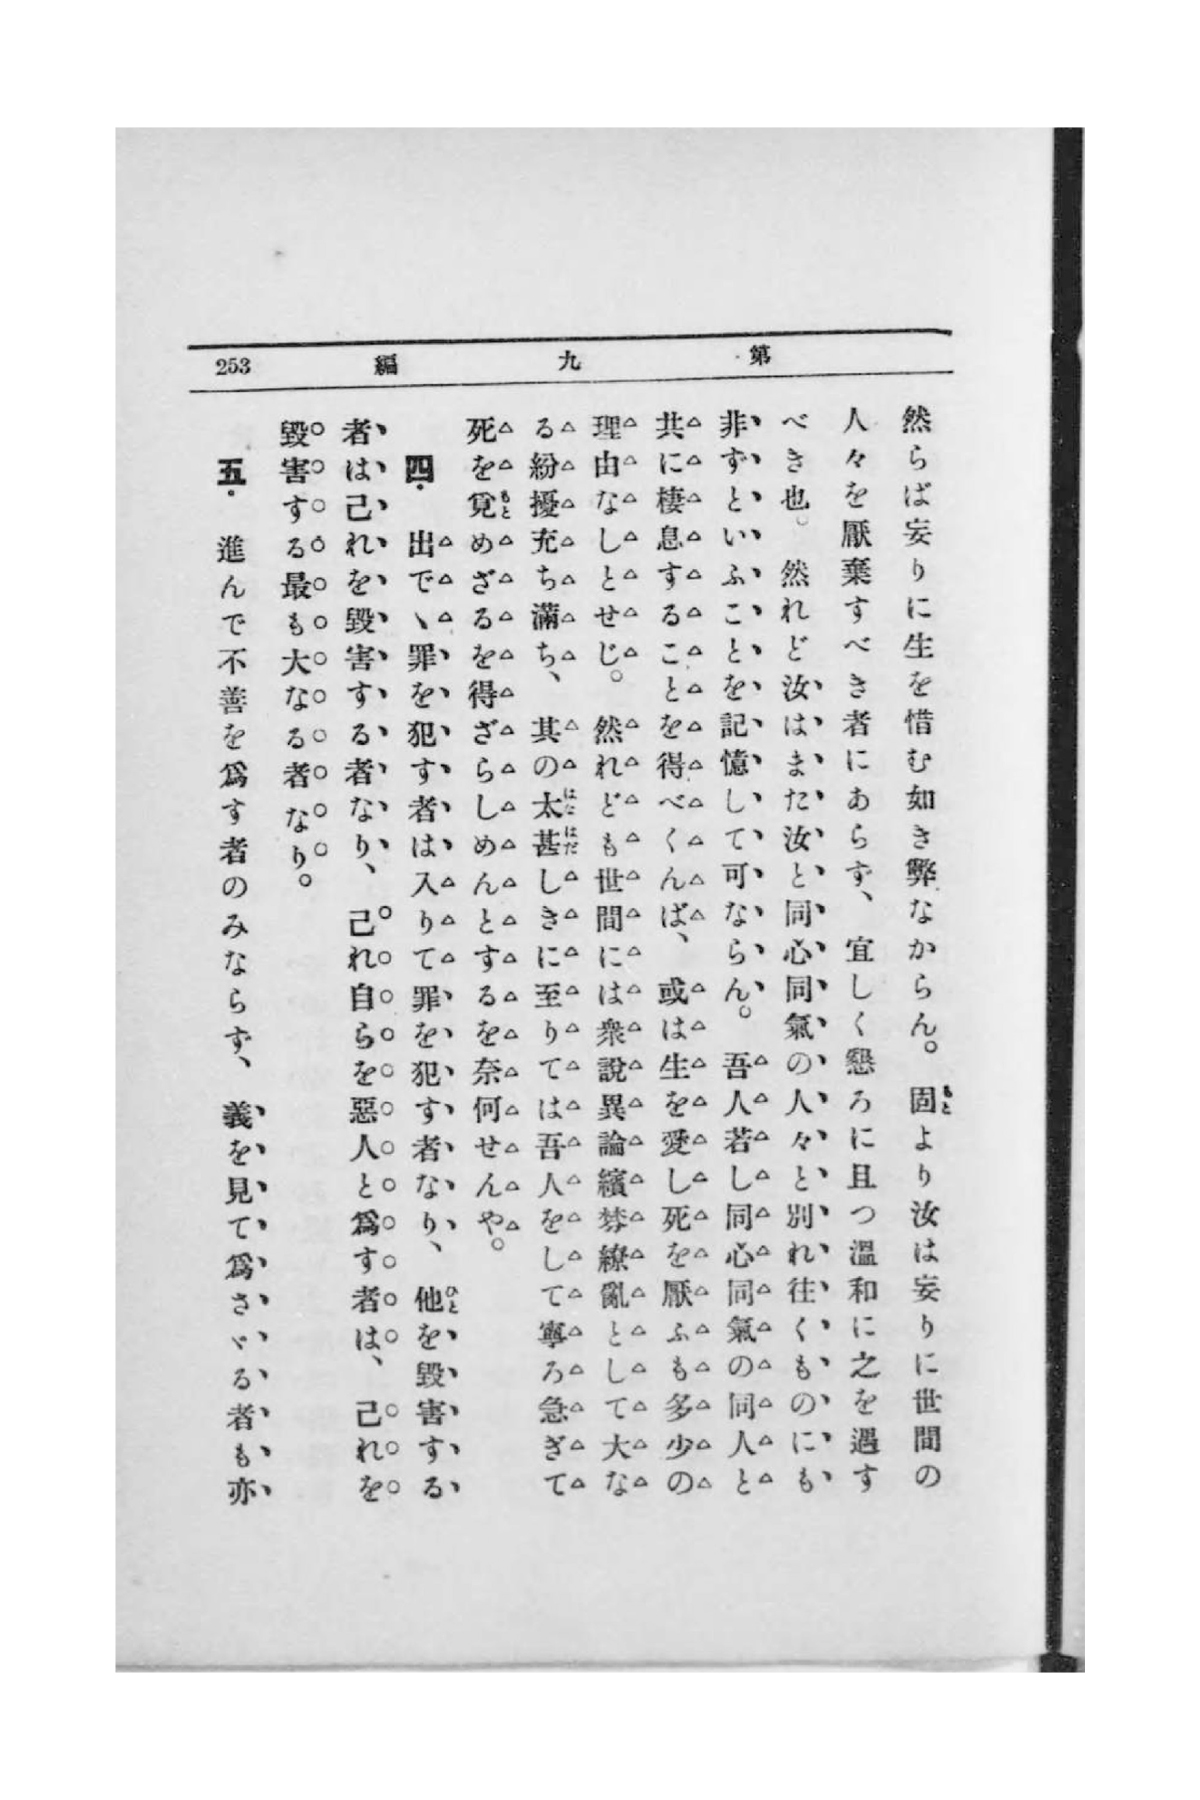 第九編
253
然らば妄りに生を惜む如き弊なからん。固より汝は妄りに世間の
人々を厭棄すべき者にあらず、宜しく懇ろに且つ溫和に之を遇す
べき也。然れど汝はまた汝と同心同氣の人々と別れ往くものにも
非ずといふことを記憶して可ならん。吾人若し同心同氣の同人と
共に棲息することを得べくんば、或は生を愛し死を厭ふも多少の
理由なしとせじ。然れども世間には衆說異論繽棼繚亂として大な
る紛擾充ち滿ち、其の太甚しきに至りては吾人をして寧ろ急ぎて
死を覓めざるを得ざらしめんとするを奈何せんや。
四. 出でヽ罪を犯す者は入りて罪を犯す者なり、他を毀害する
者は己れを毀害する者なり、己れ自らを惡人と爲す者は、己れを
毀害する最も大なる者なり。
五. 進んで不善を爲す者のみならず、義を見て爲さゞる者も亦